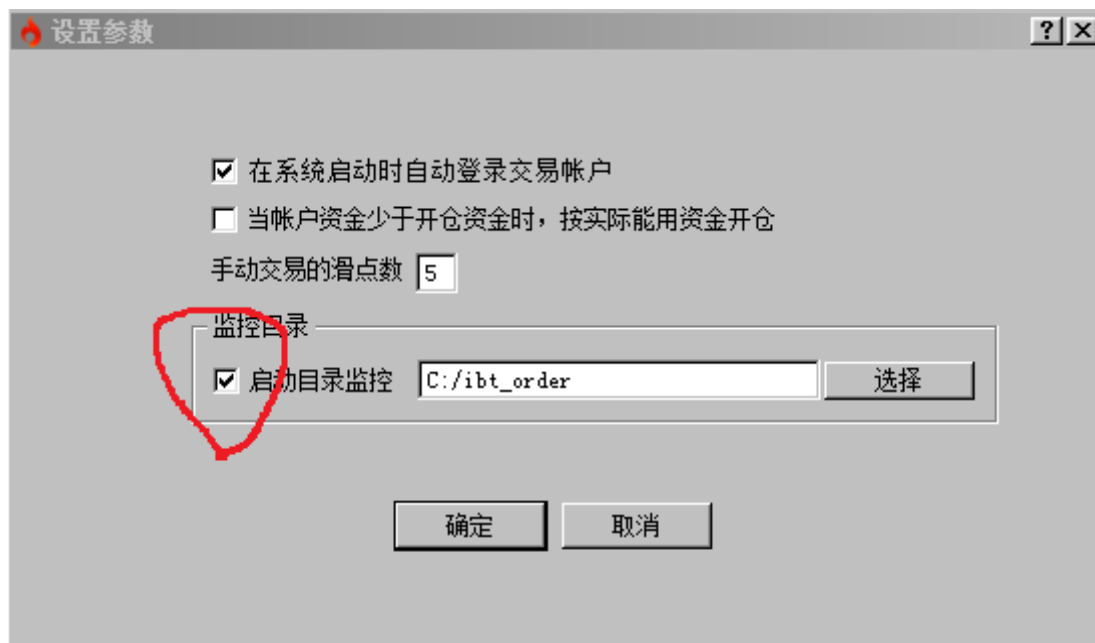 设置参数
在系统启动时自动登录交易帐户
当帐户资金少于开仓资金时，按实际能用资金开仓
手动交易的滑点数 5
监控目录
启动目录监控 C:/ibt_order 选择
确定 取消